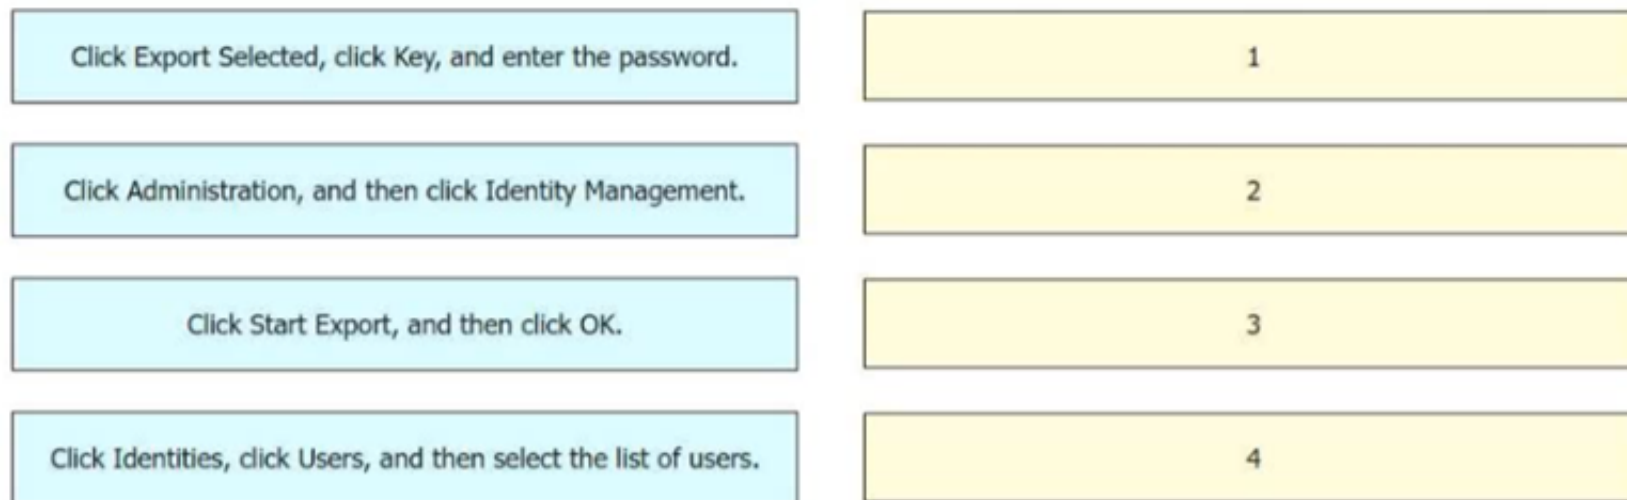 Click Export Selected, click Key, and enter the password.
1
Click Administration, and then click Identity Management.
2
Click Start Export, and then click OK.
3
Click Identities, click Users, and then select the list of users.
4